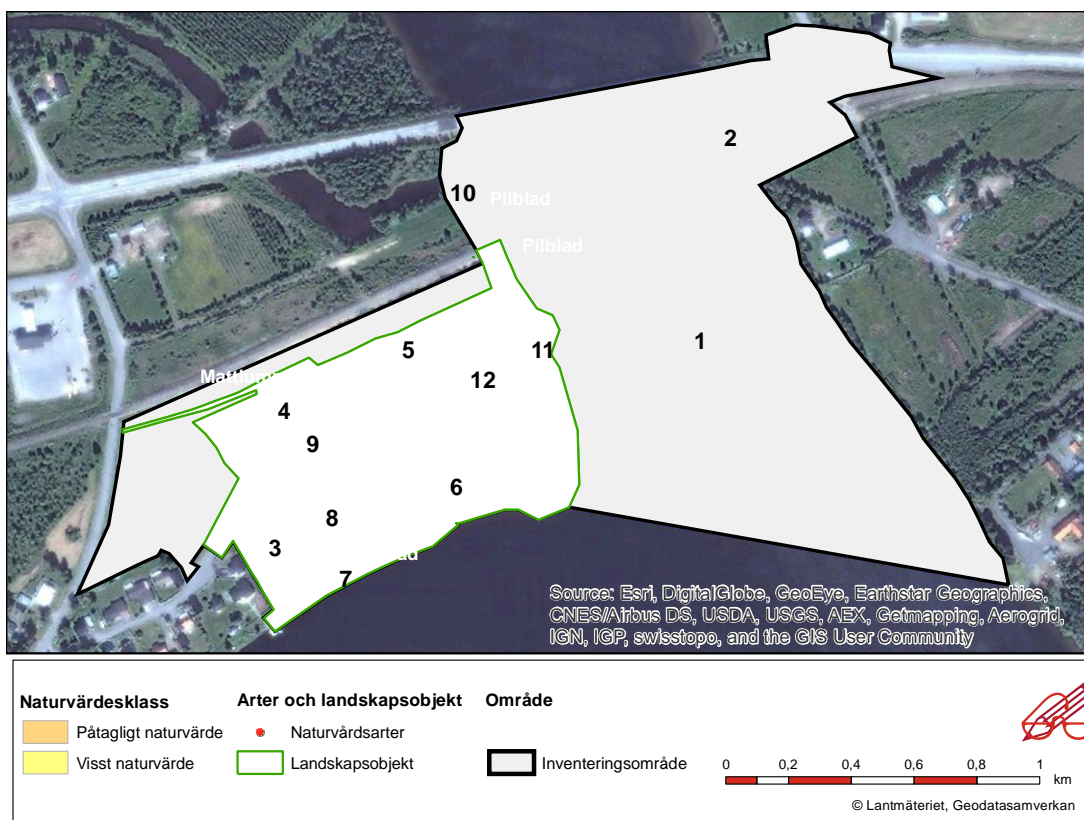 2
10
Pilblad
Pilblad
1
5
11
12
Mattlum
4
9
6
8
3
7
Source: Esri, DigitalGlobe, GeoEye, Earthstar Geographics,
CNES/Airbus DS, USDA, USGS, AEX, Getmapping, Aerogrid,
IGN, IGP, swisstopo, and the GIS User Community
Naturvärdesklass
Påtagligt naturvärde
Visst naturvärde
Arter och landskapsobjekt
Naturvårdsarter
Landskapsobjekt
Område
Inventeringsområde
0 0,2 0,4 0,6 0,8 1
km
© Lantmäteriet, Geodatasamverkan